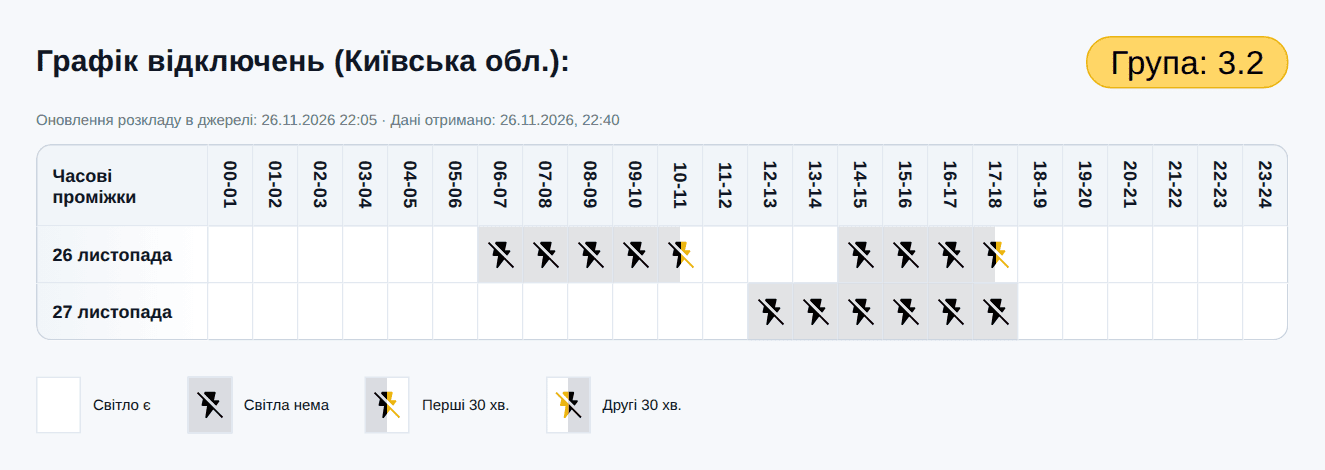 Графік відключень (Київська обл.):
Група: 3.2
Оновлення розкладу в джерелі: 26.11.2026 22:05 · Дані отримано: 26.11.2026, 22:40
Часові
проміжки
00-01
01-02
02-03
03-04
04-05
05-06
06-07
07-08
08-09
09-10
10-11
11-12
12-13
13-14
14-15
15-16
16-17
17-18
18-19
19-20
20-21
21-22
22-23
23-24
26 листопада
27 листопада
Світло є
Світла нема
Перші 30 хв.
Другі 30 хв.